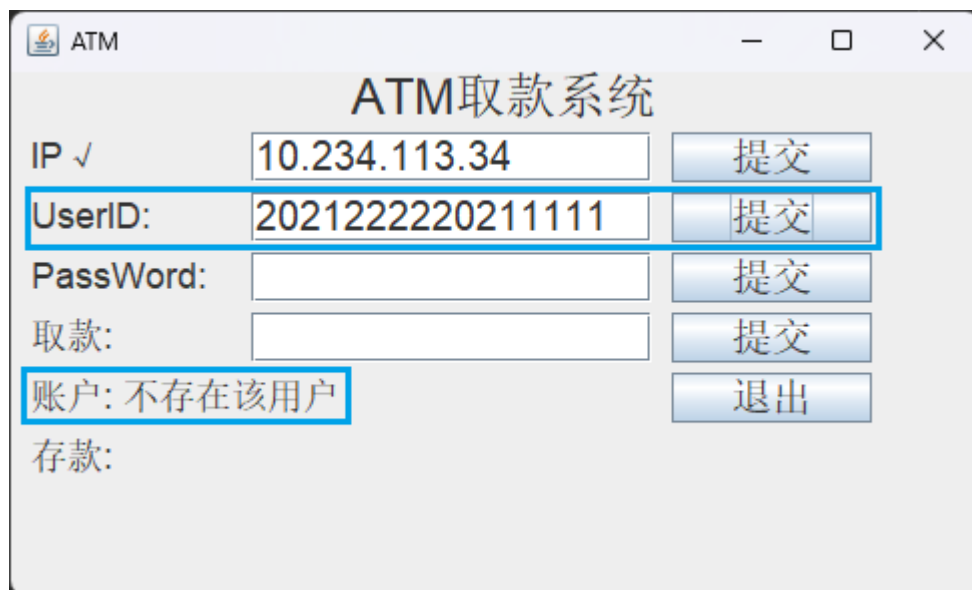 ATM
ATM取款系统
IP √ 10.234.113.34 提交
UserID: 2021222220211111 提交
PassWord: 提交
取款: 提交
账户: 不存在该用户 退出
存款: